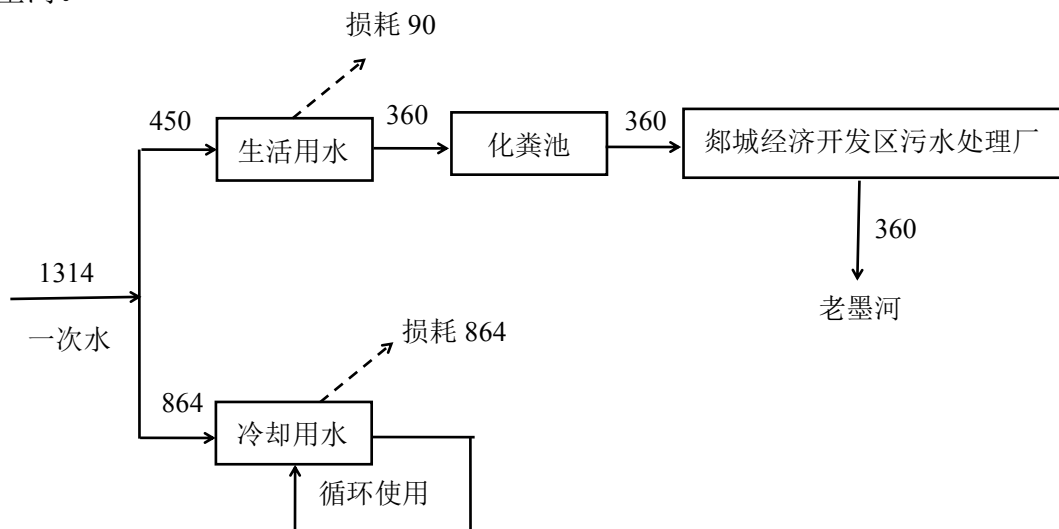 损耗 90
450
生活用水
360
化粪池
360
郯城经济开发区污水处理厂
360
老墨河
1314
一次水
损耗 864
864
冷却用水
循环使用